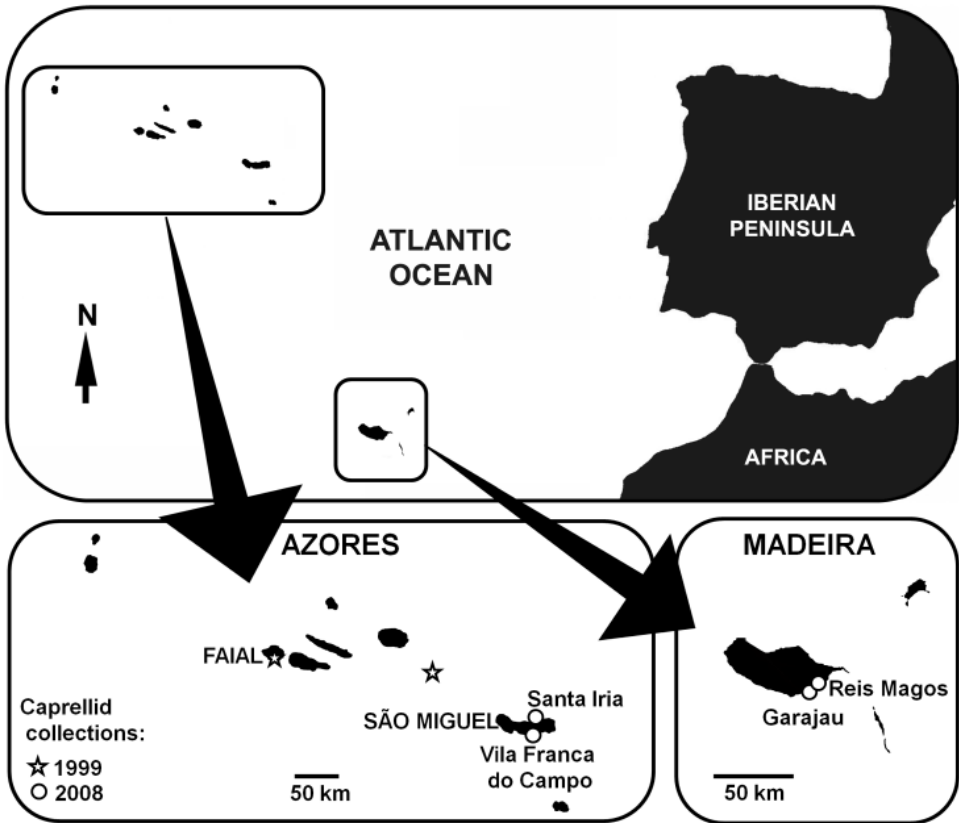 ATLANTIC
OCEAN
IBERIAN
PENINSULA
N
AFRICA
AZORES
FAIAL
SÃO MIGUEL
Santa Iria
Vila Franca
do Campo
Caprellid
collections:
1999
2008
50 km
MADEIRA
Reis Magos
Garajau
50 km